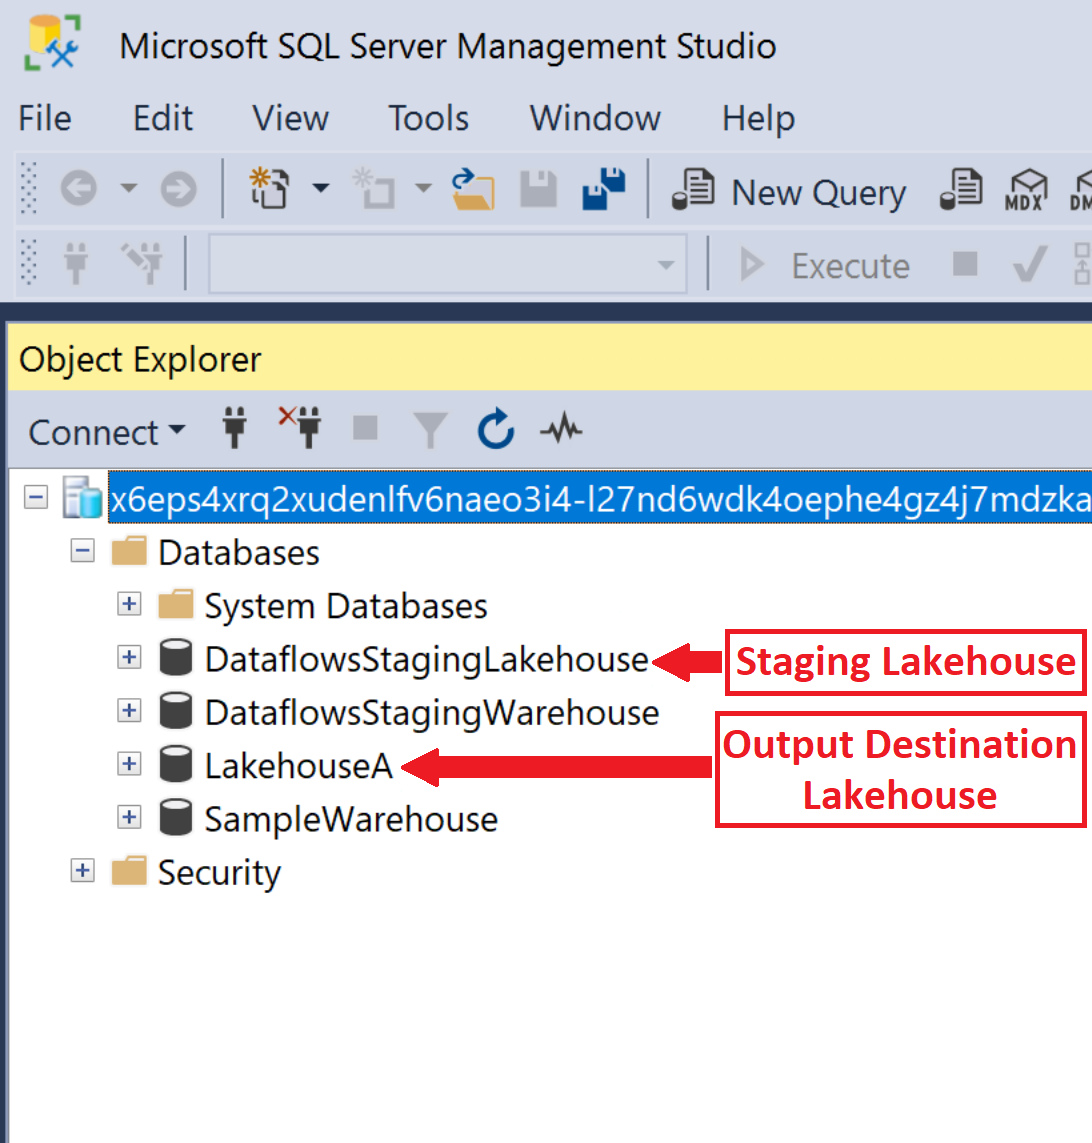 Microsoft SQL Server Management Studio
File Edit View Tools Window Help
New Query MDX
Execute
Object Explorer
Connect
x6eps4xrq2xudenlfv6naeo3i4-l27nd6wdk4oephe4gz4j7mdzka
Databases
System Databases
DataflowsStagingLakehouse Staging Lakehouse
DataflowsStagingWarehouse
Output Destination
Lakehouse
LakehouseA
SampleWarehouse
Security